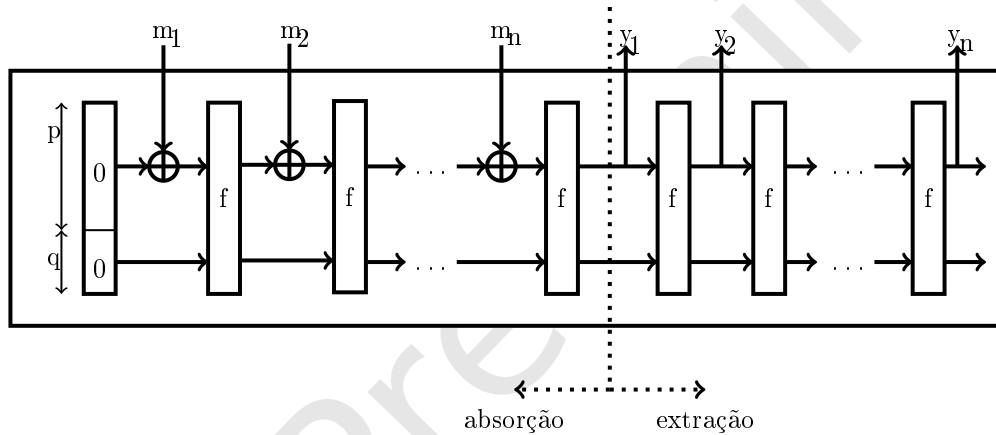 m1 m2 mn y1 y2 yn
p
0 f f ... f f f ... f
q
0 ... ...
absorção extração